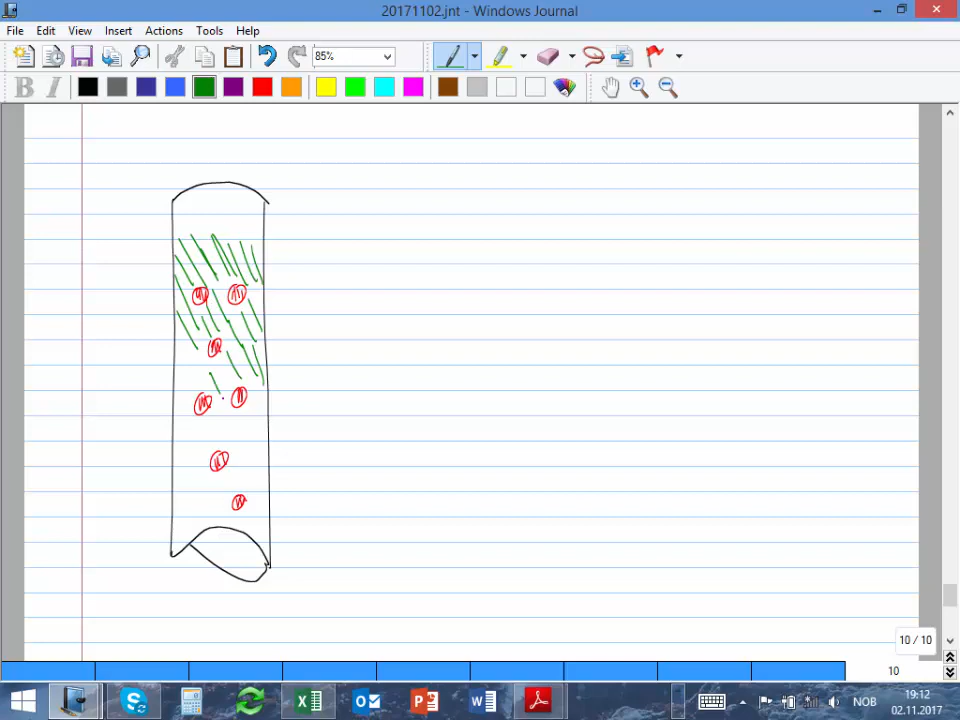 20171102.jnt - Windows Journal
File Edit View Insert Actions Tools Help
85%
B I
10 / 10
10
NOB
19:12
02.11.2017